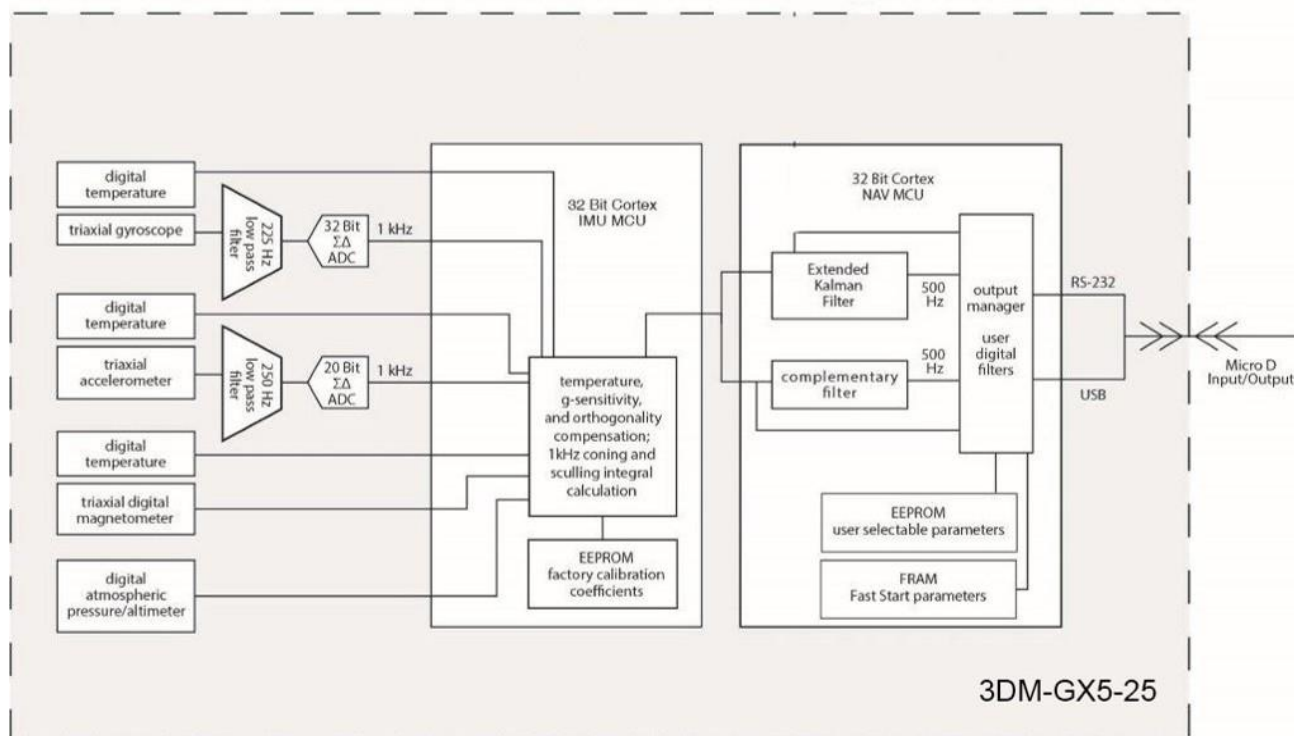 digital
temperature
triaxial gyroscope
225 Hz
low pass
filter
32 Bit
ΣΔ
ADC
1 kHz
digital
temperature
triaxial
accelerometer
250 Hz
low pass
filter
20 Bit
ΣΔ
ADC
1 kHz
digital
temperature
triaxial digital
magnetometer
digital
atmospheric
pressure/altimeter
32 Bit Cortex
IMU MCU
temperature,
g-sensitivity,
and orthogonality
compensation;
1kHz coning and
sculling integral
calculation
EEPROM
factory calibration
coefficients
32 Bit Cortex
NAV MCU
Extended
Kalman
Filter
500
Hz
complementary
filter
500
Hz
output
manager
user
digital
filters
EEPROM
user selectable parameters
FRAM
Fast Start parameters
RS-232
USB
Micro D
Input/Output
3DM-GX5-25